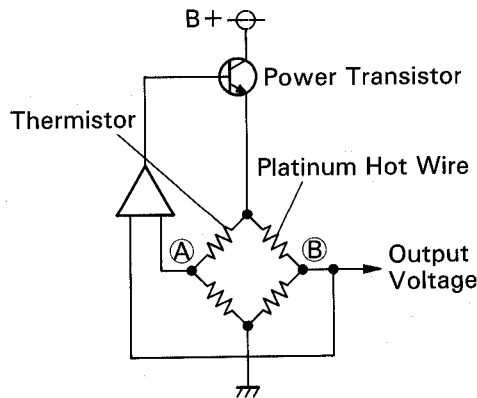 B+
Power Transistor
Thermistor
Platinum Hot Wire
A
B
Output
Voltage